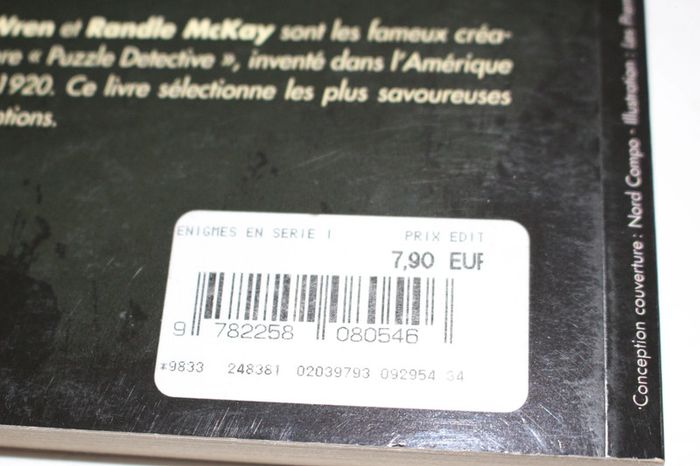 Wren et Randle McKay sont les fameux créa-
re « Puzzle Detective », inventé dans l'Amérique
1920. Ce livre sélectionne les plus savoureuses
tions.
ENIGMES EN SERIE 1 PRIX EDIT
7,90 EUR
9 782258 080546
*9833 248381 02039793 092954 34
Conception couverture : Nord Compo · Illustration : Les